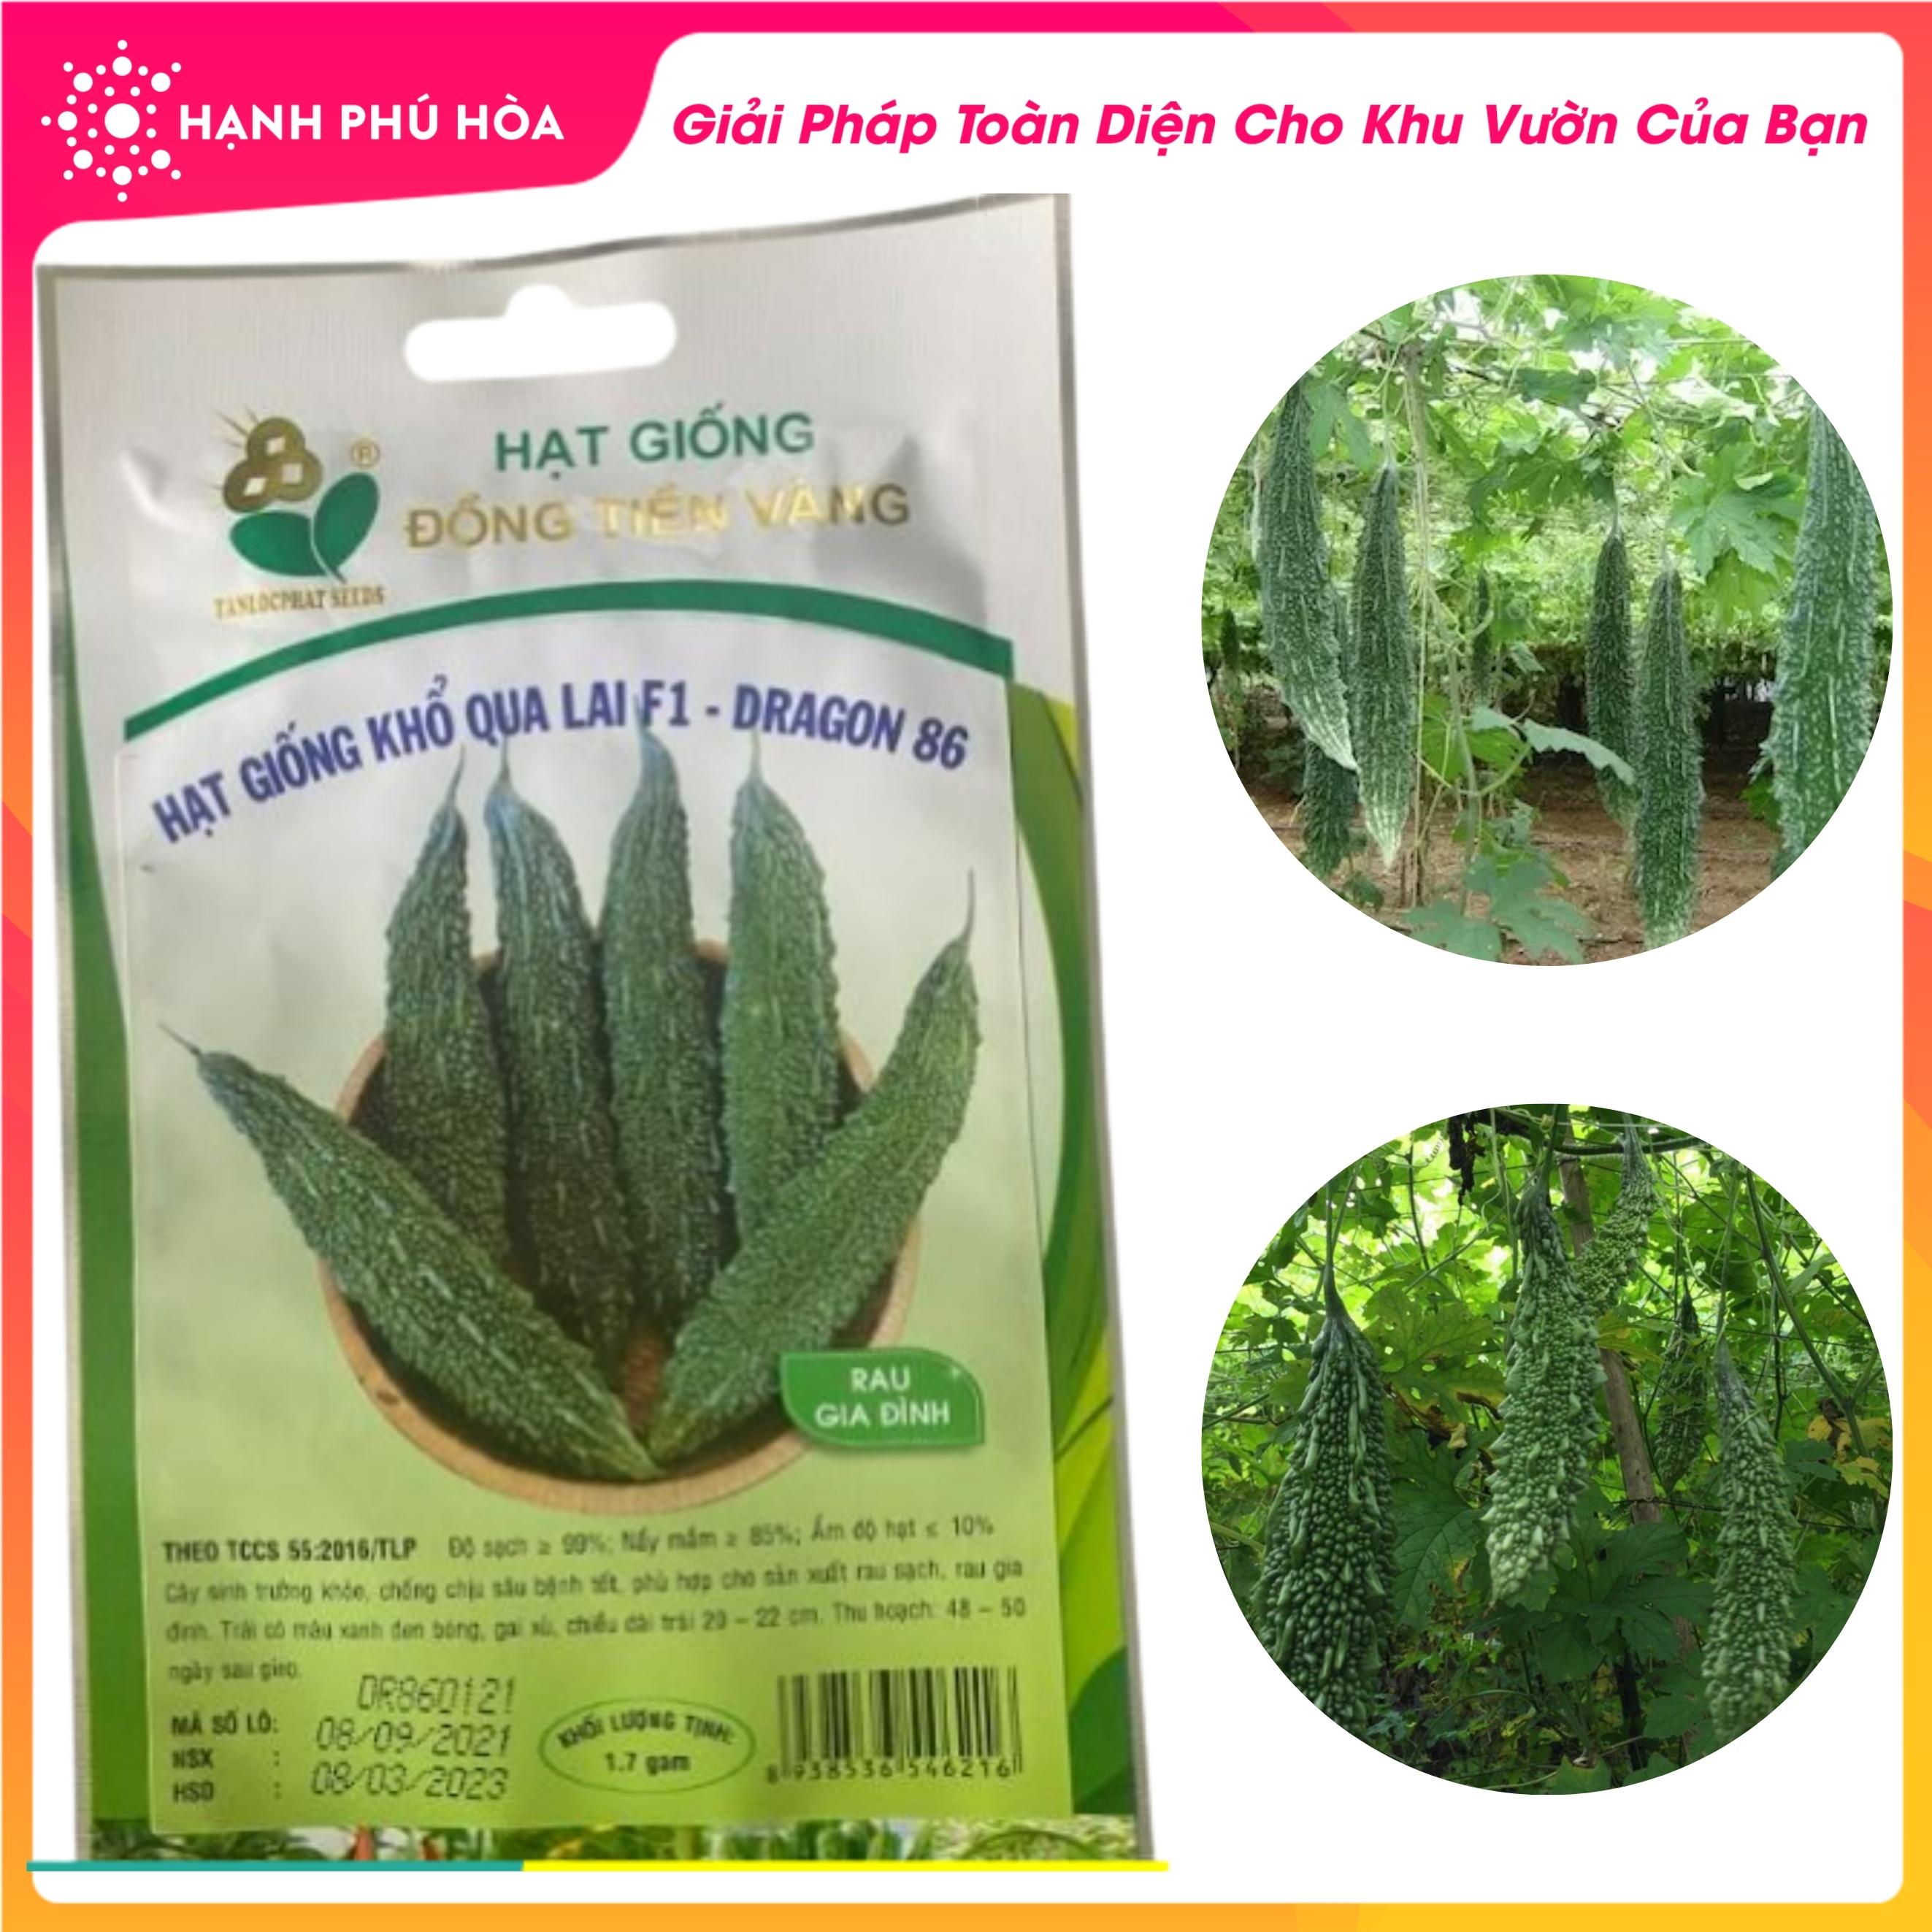 HẠNH PHÚ HÒA
Giải Pháp Toàn Diện Cho Khu Vườn Của Bạn
HẠT GIỐNG
ĐỒNG TIỀN VÀNG
®
TANLOCPHAT SEEDS
HẠT GIỐNG KHỔ QUA LAI F1 - DRAGON 86
RAU
GIA ĐÌNH
THEO TCCS 55:2016/TLP Độ sạch ≥ 99%; Nẩy mầm ≥ 85%; Ẩm độ hạt ≤ 10%
Cây sinh trưởng khỏe, chống chịu sâu bệnh tốt, phù hợp cho sản xuất rau sạch, rau gia
đình. Trái có màu xanh đen bóng, gai xù, chiều dài trái 20 – 22 cm. Thu hoạch: 48 – 50
ngày sau gieo.
MÃ SỐ LÔ: DR860121
NSX : 08/09/2021
HSD : 08/03/2023
KHỐI LƯỢNG TỊNH:
1.7 gam
8 938536 546216